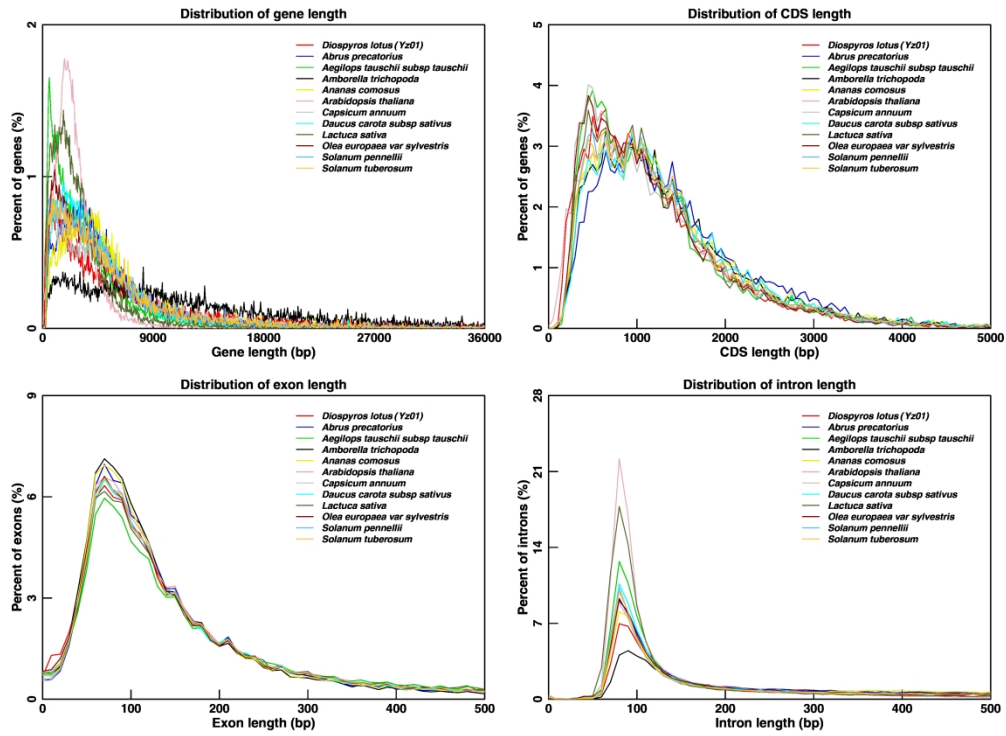 Distribution of gene length
2
1
0
Percent of genes (%)
Diospyros lotus (Yz01)
Abrus precatorius
Aegilops tauschii subsp tauschii
Amborella trichopoda
Ananas comosus
Arabidopsis thaliana
Capsicum annuum
Daucus carota subsp sativus
Lactuca sativa
Olea europaea var sylvestris
Solanum pennellii
Solanum tuberosum
0 9000 18000 27000 36000
Gene length (bp)
Distribution of CDS length
5
4
3
2
1
0
Percent of genes (%)
Diospyros lotus (Yz01)
Abrus precatorius
Aegilops tauschii subsp tauschii
Amborella trichopoda
Ananas comosus
Arabidopsis thaliana
Capsicum annuum
Daucus carota subsp sativus
Lactuca sativa
Olea europaea var sylvestris
Solanum pennellii
Solanum tuberosum
0 1000 2000 3000 4000 5000
CDS length (bp)
Distribution of exon length
9
6
3
0
Percent of exons (%)
Diospyros lotus (Yz01)
Abrus precatorius
Aegilops tauschii subsp tauschii
Amborella trichopoda
Ananas comosus
Arabidopsis thaliana
Capsicum annuum
Daucus carota subsp sativus
Lactuca sativa
Olea europaea var sylvestris
Solanum pennellii
Solanum tuberosum
0 100 200 300 400 500
Exon length (bp)
Distribution of intron length
28
21
14
7
0
Percent of introns (%)
Diospyros lotus (Yz01)
Abrus precatorius
Aegilops tauschii subsp tauschii
Amborella trichopoda
Ananas comosus
Arabidopsis thaliana
Capsicum annuum
Daucus carota subsp sativus
Lactuca sativa
Olea europaea var sylvestris
Solanum pennellii
Solanum tuberosum
0 100 200 300 400 500
Intron length (bp)